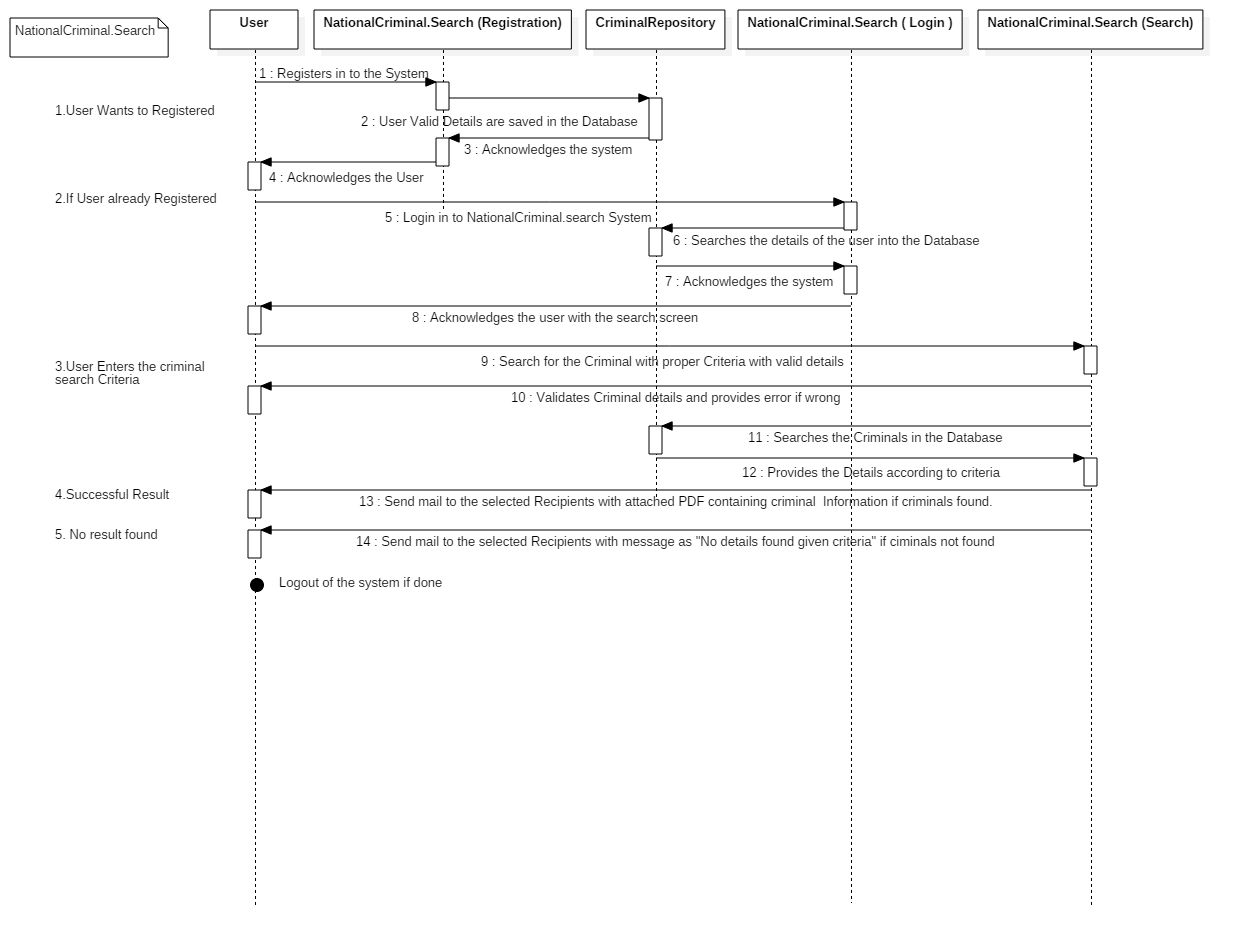 NationalCriminal.Search
User
NationalCriminal.Search (Registration)
CriminalRepository
NationalCriminal.Search ( Login )
NationalCriminal.Search (Search)
1 : Registers in to the System
1.User Wants to Registered
2 : User Valid Details are saved in the Database
3 : Acknowledges the system
4 : Acknowledges the User
2.If User already Registered
5 : Login in to NationalCriminal.search System
6 : Searches the details of the user into the Database
7 : Acknowledges the system
8 : Acknowledges the user with the search screen
9 : Search for the Criminal with proper Criteria with valid details
3.User Enters the criminal
search Criteria
10 : Validates Criminal details and provides error if wrong
11 : Searches the Criminals in the Database
12 : Provides the Details according to criteria
4.Successful Result
13 : Send mail to the selected Recipients with attached PDF containing criminal  Information if criminals found.
5. No result found
14 : Send mail to the selected Recipients with message as "No details found given criteria" if ciminals not found
Logout of the system if done